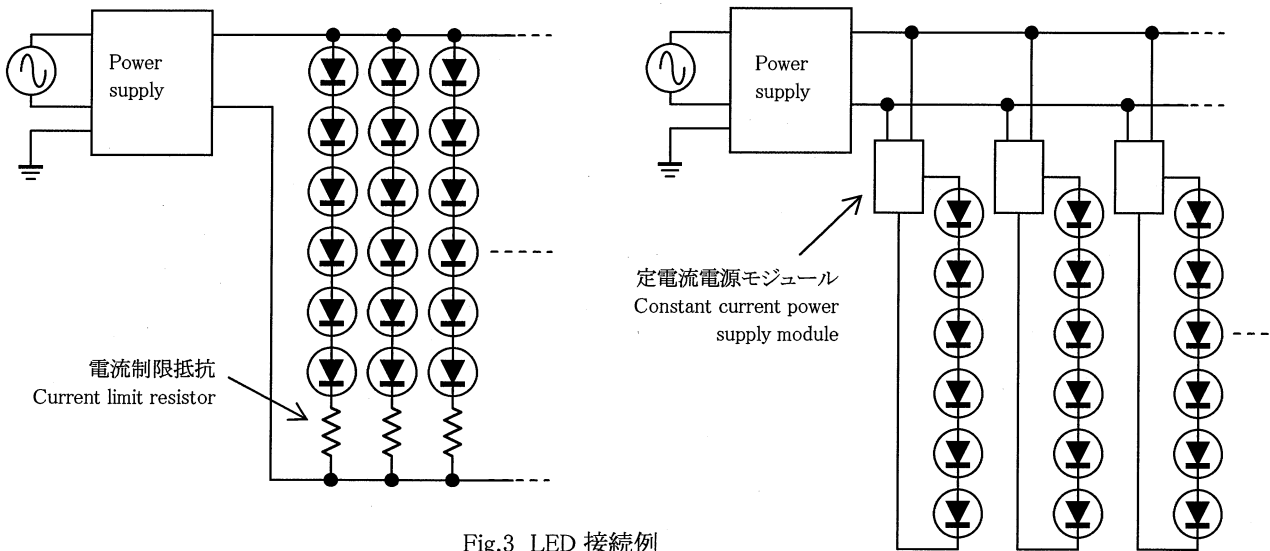 Power
supply
電流制限抵抗
Current limit resistor
Power
supply
定電流電源モジュール
Constant current power
supply module
Fig.3 LED 接続例